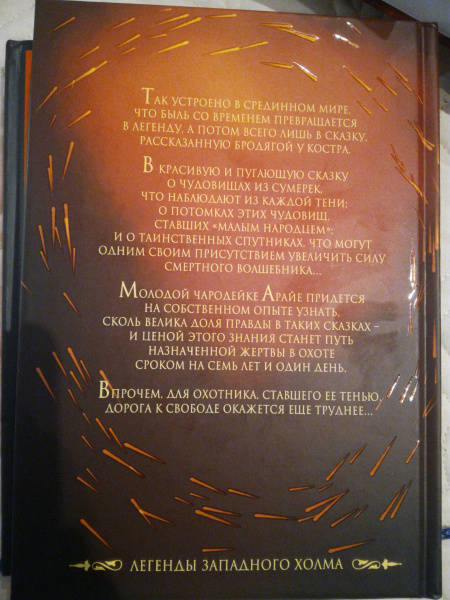 Так устроено в Срединном мире,
что быль со временем превращается
в легенду, а потом всего лишь в сказку,
рассказанную бродягой у костра.
В красивую и пугающую сказку
о чудовищах из сумерек,
что наблюдают из каждой тени;
о потомках этих чудовищ,
ставших «малым народцем»;
и о таинственных спутниках, что могут
одним своим присутствием увеличить силу
смертного волшебника...
Молодой чародейке Арайе придется
на собственном опыте узнать,
сколь велика доля правды в таких сказках –
и ценой этого знания станет путь
назначенной жертвы в охоте
сроком на семь лет и один день.
Впрочем, для охотника, ставшего ее тенью,
дорога к свободе окажется еще труднее...
ЛЕГЕНДЫ ЗАПАДНОГО ХОЛМА